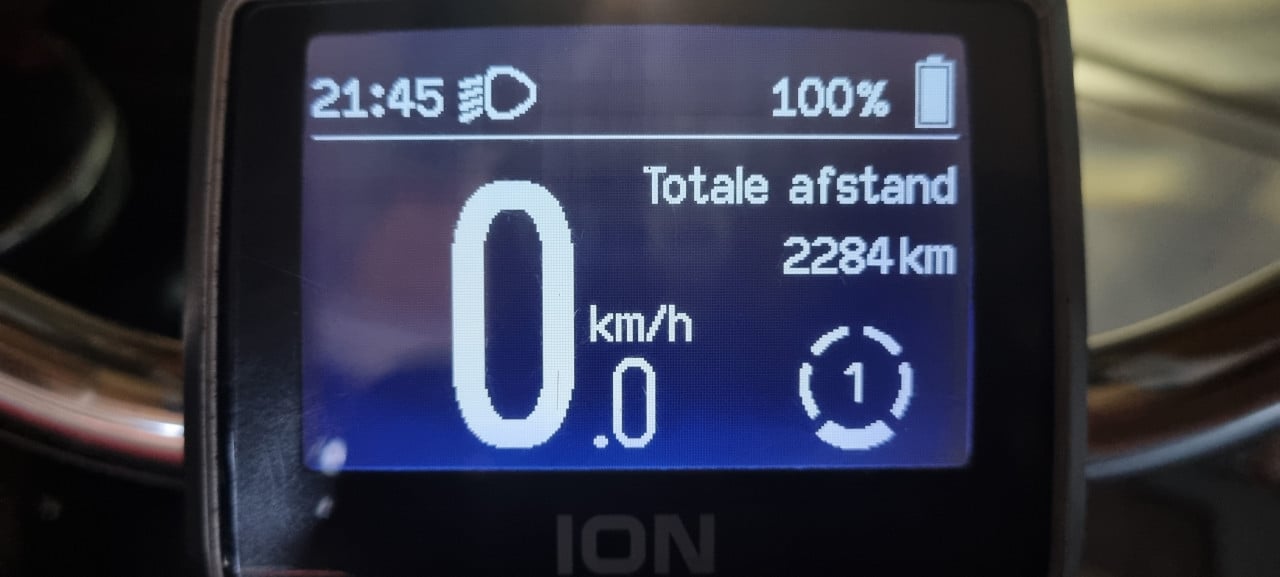 21:45 100%
Totale afstand
2284 km
0.0 km/h
1
ION